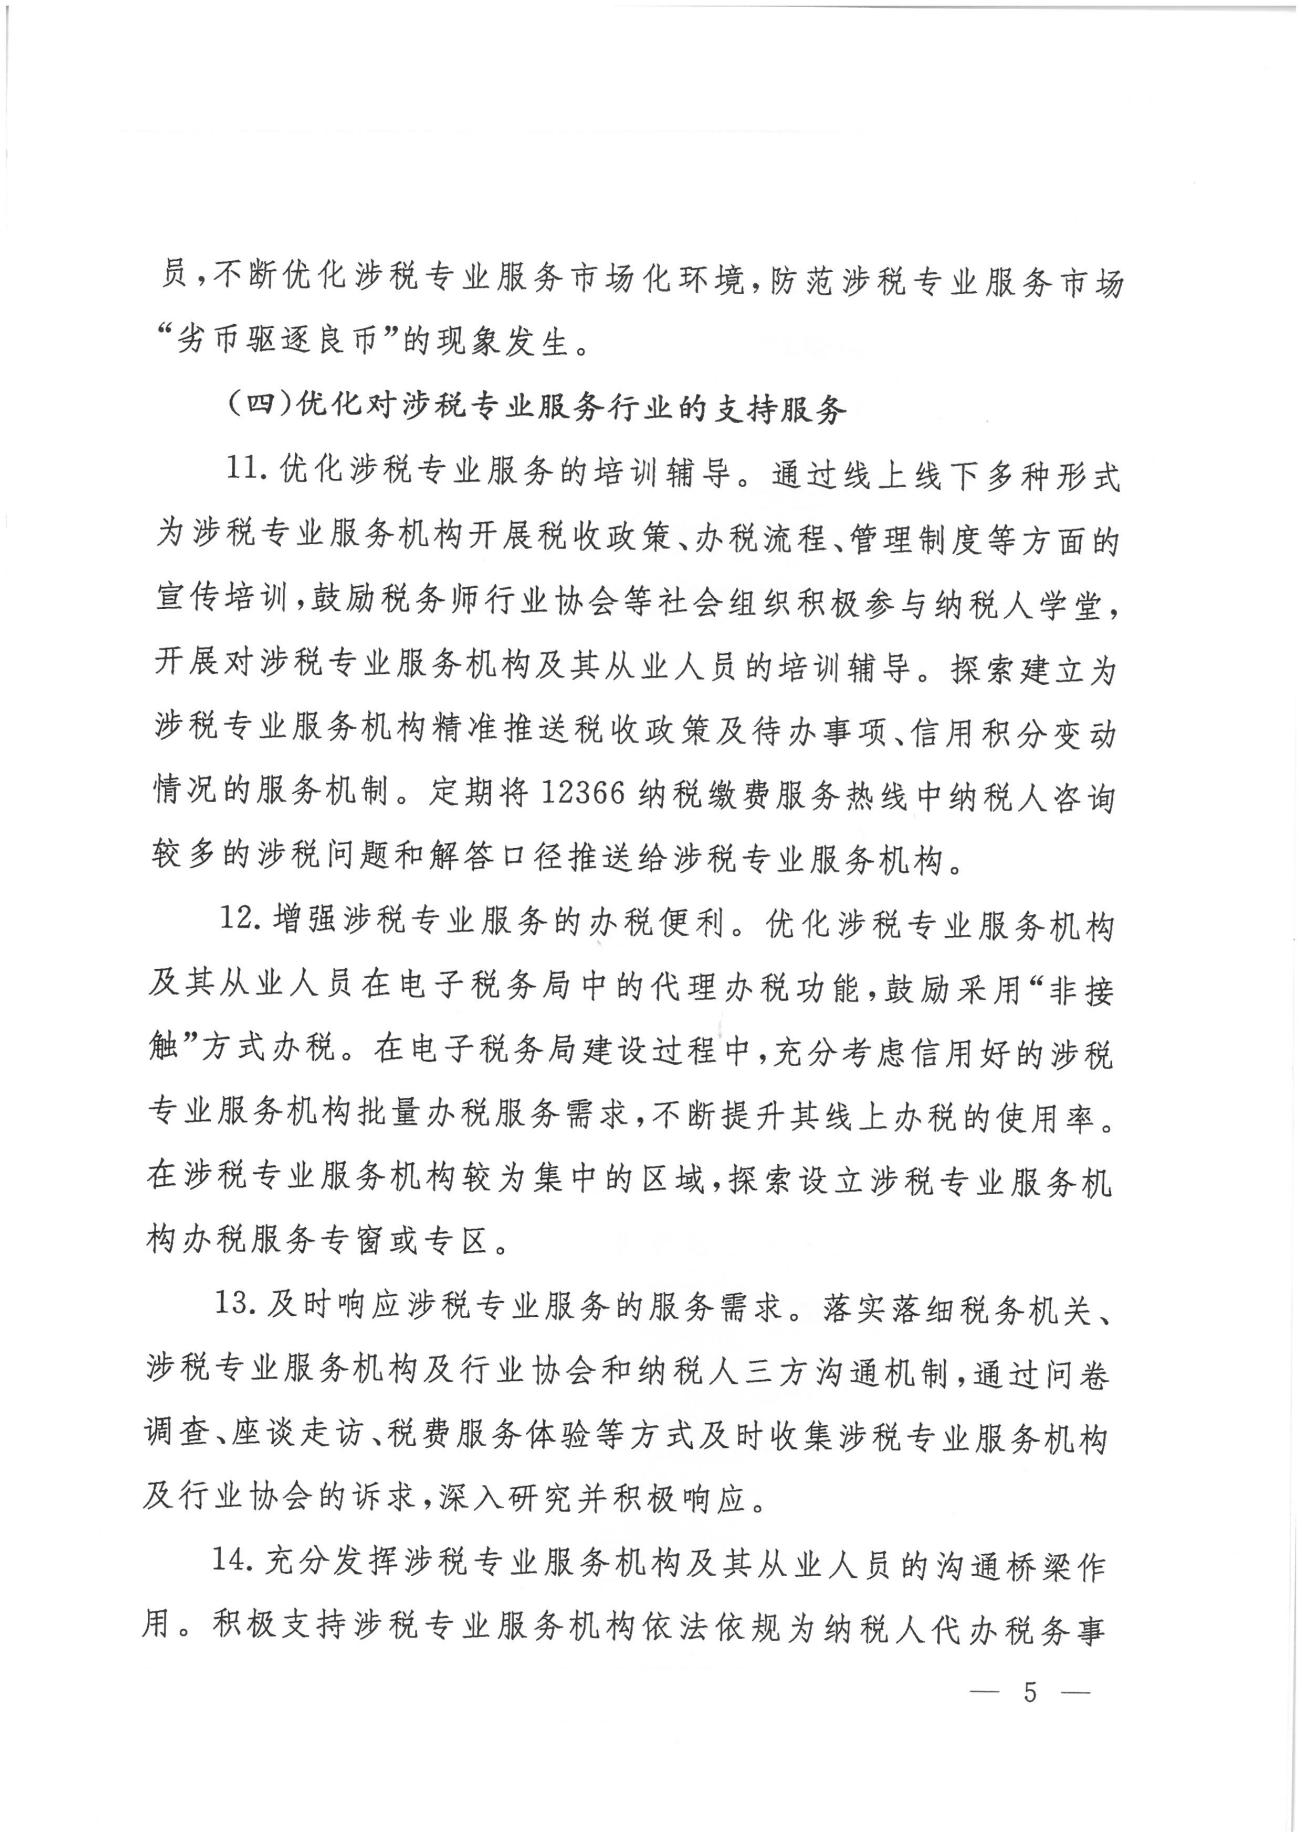 员,不断优化涉税专业服务市场化环境,防范涉税专业服务市场
“劣币驱逐良币”的现象发生。
(四)优化对涉税专业服务行业的支持服务
11.优化涉税专业服务的培训辅导。通过线上线下多种形式
为涉税专业服务机构开展税收政策、办税流程、管理制度等方面的
宣传培训,鼓励税务师行业协会等社会组织积极参与纳税人学堂,
开展对涉税专业服务机构及其从业人员的培训辅导。探索建立为
涉税专业服务机构精准推送税收政策及待办事项、信用积分变动
情况的服务机制。定期将12366纳税缴费服务热线中纳税人咨询
较多的涉税问题和解答口径推送给涉税专业服务机构。
12.增强涉税专业服务的办税便利。优化涉税专业服务机构
及其从业人员在电子税务局中的代理办税功能,鼓励采用“非接
触”方式办税。在电子税务局建设过程中,充分考虑信用好的涉税
专业服务机构批量办税服务需求,不断提升其线上办税的使用率。
在涉税专业服务机构较为集中的区域,探索设立涉税专业服务机
构办税服务专窗或专区。
13.及时响应涉税专业服务的服务需求。落实落细税务机关、
涉税专业服务机构及行业协会和纳税人三方沟通机制,通过问卷
调查、座谈走访、税费服务体验等方式及时收集涉税专业服务机构
及行业协会的诉求,深入研究并积极响应。
14.充分发挥涉税专业服务机构及其从业人员的沟通桥梁作
用。积极支持涉税专业服务机构依法依规为纳税人代办税务事
— 5 —